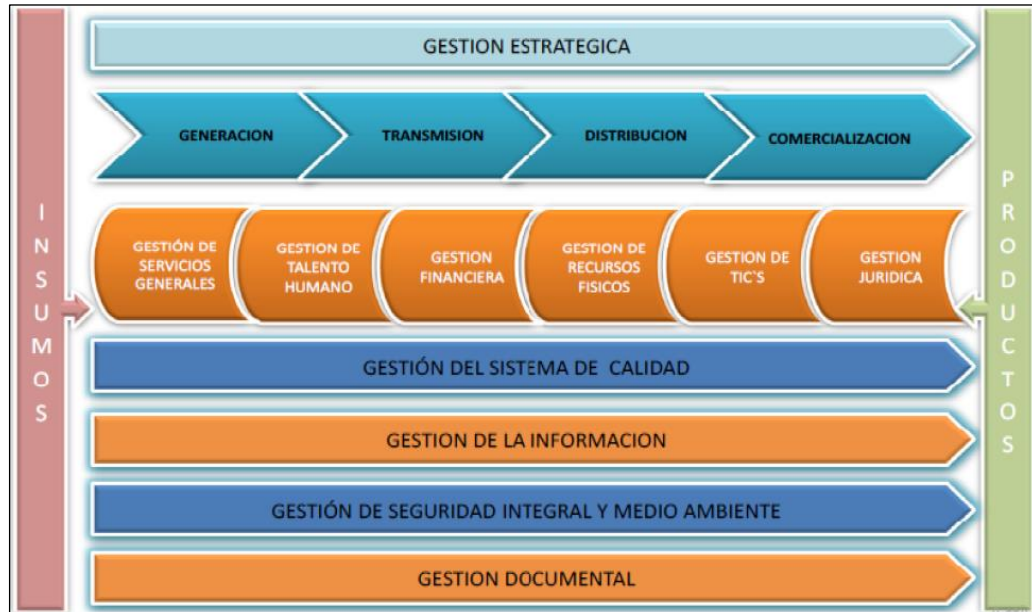 GESTION ESTRATEGICA
GENERACION
TRANSMISION
DISTRIBUCION
COMERCIALIZACION
INSUMOS
PRODUCTOS
GESTIÓN DE
SERVICIOS
GENERALES
GESTION DE
TALENTO
HUMANO
GESTION
FINANCIERA
GESTION DE
RECURSOS
FISICOS
GESTION DE
TIC`S
GESTION
JURIDICA
GESTIÓN DEL SISTEMA DE CALIDAD
GESTION DE LA INFORMACION
GESTIÓN DE SEGURIDAD INTEGRAL Y MEDIO AMBIENTE
GESTION DOCUMENTAL